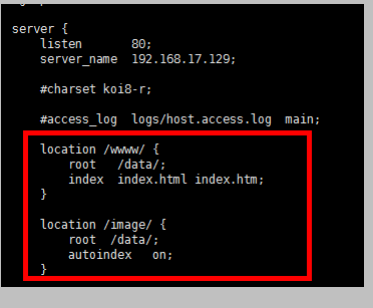 server {
listen 80;
server_name 192.168.17.129;
#charset koi8-r;
#access_log logs/host.access.log main;
location /wwww/ {
root /data/;
index index.html index.htm;
}
location /image/ {
root /data/;
autoindex on;
}